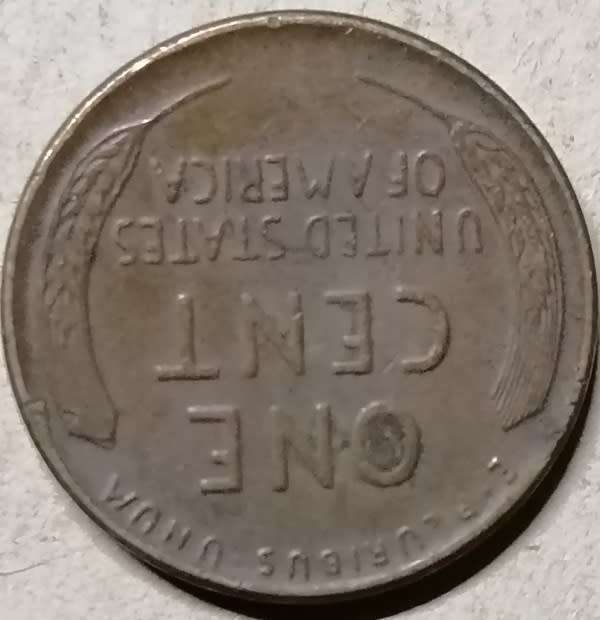 E·PLURIBUS·UNUM
ONE
CENT
UNITED STATES
OF AMERICA